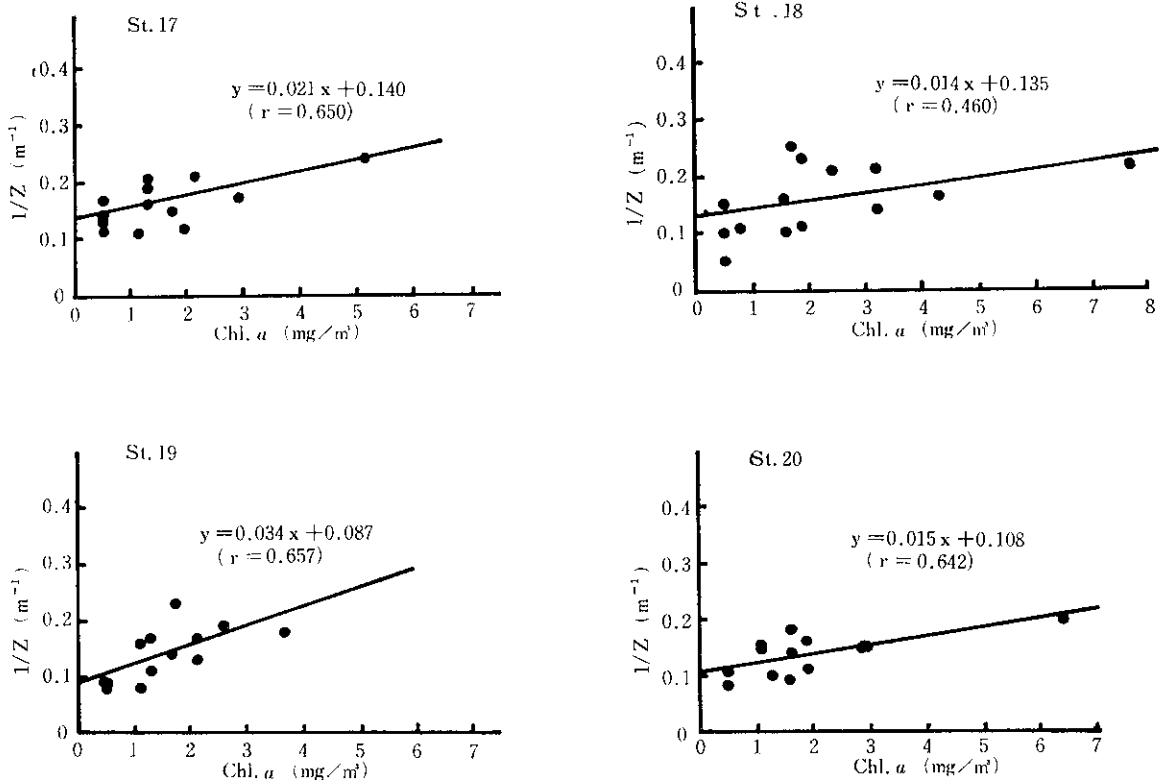 St.17
0.4
0.3
0.2
0.1
0
1/Z (m⁻¹)
y=0.021x+0.140
(r=0.650)
0 1 2 3 4 5 6 7
Chl. a (mg/m³)
St.18
0.4
0.3
0.2
0.1
0
1/Z (m⁻¹)
y=0.014x+0.135
(r=0.460)
0 1 2 3 4 5 6 7 8
Chl. a (mg/m³)
St.19
0.4
0.3
0.2
0.1
0
1/Z (m⁻¹)
y=0.034x+0.087
(r=0.657)
0 1 2 3 4 5 6 7
Chl. a (mg/m³)
St.20
0.4
0.3
0.2
0.1
0
1/Z (m⁻¹)
y=0.015x+0.108
(r=0.642)
0 1 2 3 4 5 6 7
Chl. a (mg/m³)